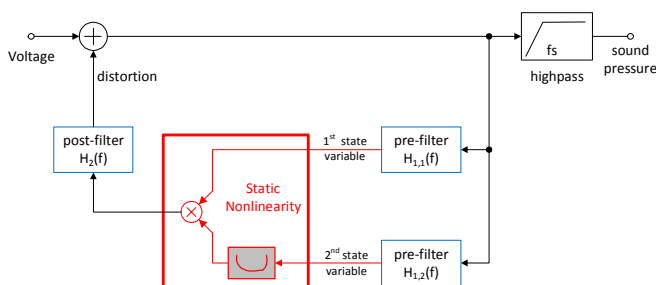 Voltage
distortion
fs
highpass
sound
pressure
post-filter
H2(f)
1st state
variable
pre-filter
H1,1(f)
Static
Nonlinearity
2nd state
variable
pre-filter
H1,2(f)